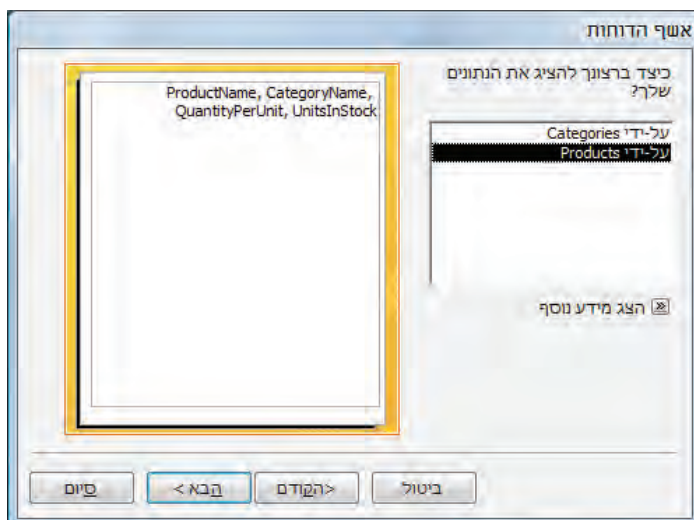 אשף הדוחות
כיצד ברצונך להציג את הנתונים
שלך?
על-ידי Categories
על-ידי Products
הצג מידע נוסף
ProductName, CategoryName,
QuantityPerUnit, UnitsInStock
ביטול
<הקודם
הבא >
סיום